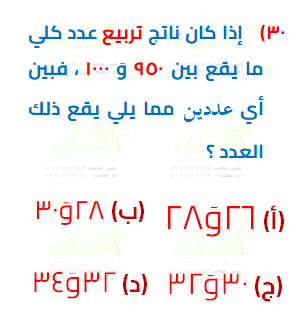 ٣٠) إذا كان ناتج تربيع عدد كلي
ما يقع بين ٩٥٠ وَ ١٠٠٠ ، فبين
أي عددين مما يلي يقع ذلك
العدد ؟
(أ) ٢٦ وَ ٢٨ (ب) ٢٨ وَ ٣٠
(ج) ٣٠ وَ ٣٢ (د) ٣٢ وَ ٣٤